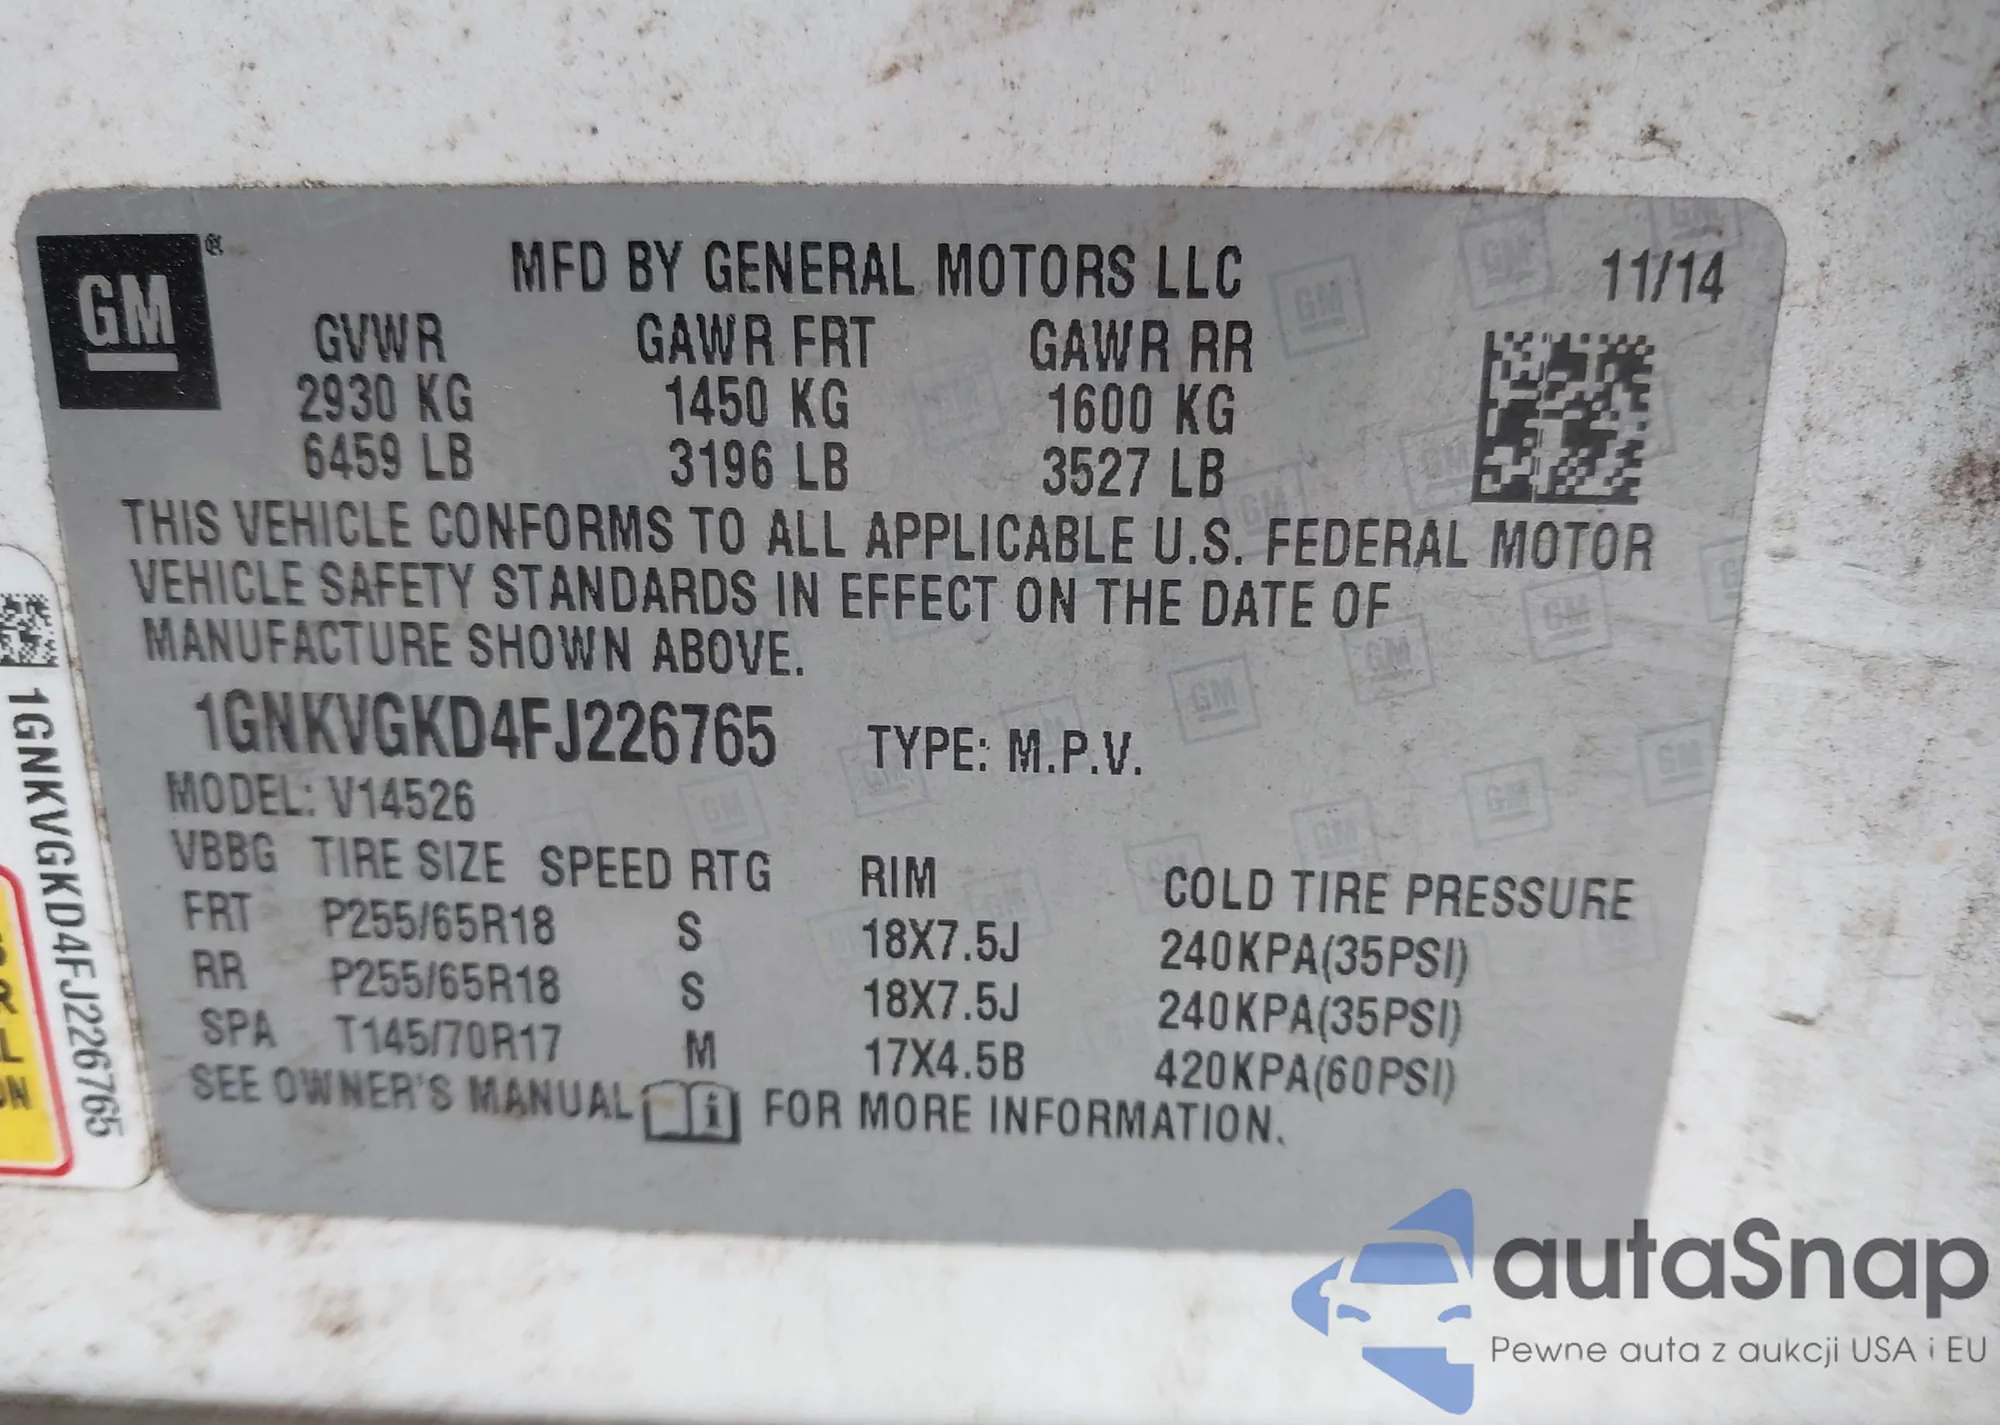 GM ®
MFD BY GENERAL MOTORS LLC 11/14
GVWR GAWR FRT GAWR RR
2930 KG 1450 KG 1600 KG
6459 LB 3196 LB 3527 LB
THIS VEHICLE CONFORMS TO ALL APPLICABLE U.S. FEDERAL MOTOR
VEHICLE SAFETY STANDARDS IN EFFECT ON THE DATE OF
MANUFACTURE SHOWN ABOVE.
1GNKVGKD4FJ226765 TYPE: M.P.V.
MODEL: V14526
VBBG TIRE SIZE SPEED RTG RIM COLD TIRE PRESSURE
FRT P255/65R18 S 18X7.5J 240KPA(35PSI)
RR P255/65R18 S 18X7.5J 240KPA(35PSI)
SPA T145/70R17 M 17X4.5B 420KPA(60PSI)
SEE OWNER'S MANUAL i FOR MORE INFORMATION.
1GNKVGKD4FJ226765
autaSnap
Pewne auta z aukcji USA i EU